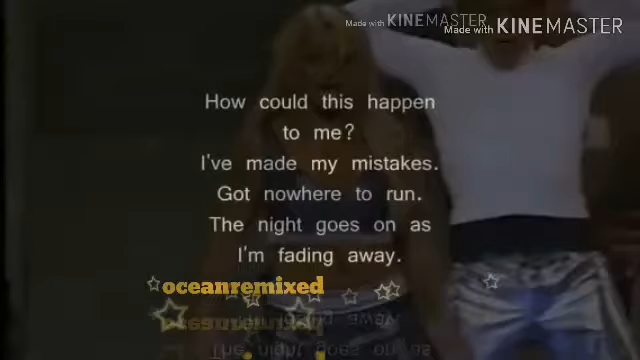 Made with KINEMASTER
Made with KINEMASTER
How could this happen
to me?
I've made my mistakes.
Got nowhere to run.
The night goes on as
I'm fading away.
oceanremixed